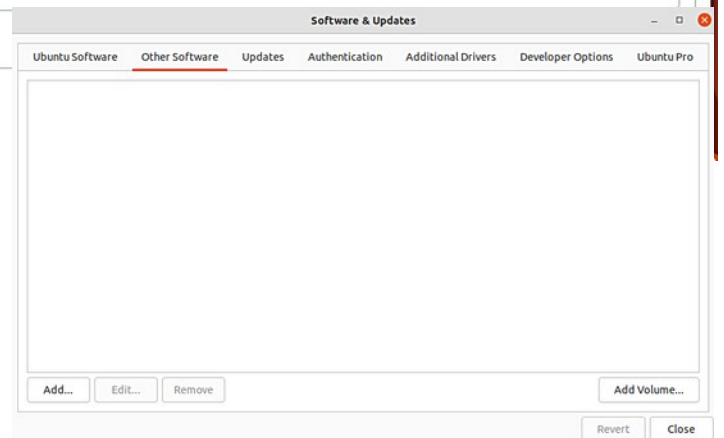 Software & Updates
Ubuntu Software Other Software Updates Authentication Additional Drivers Developer Options Ubuntu Pro
Add... Edit... Remove Add Volume...
Revert Close